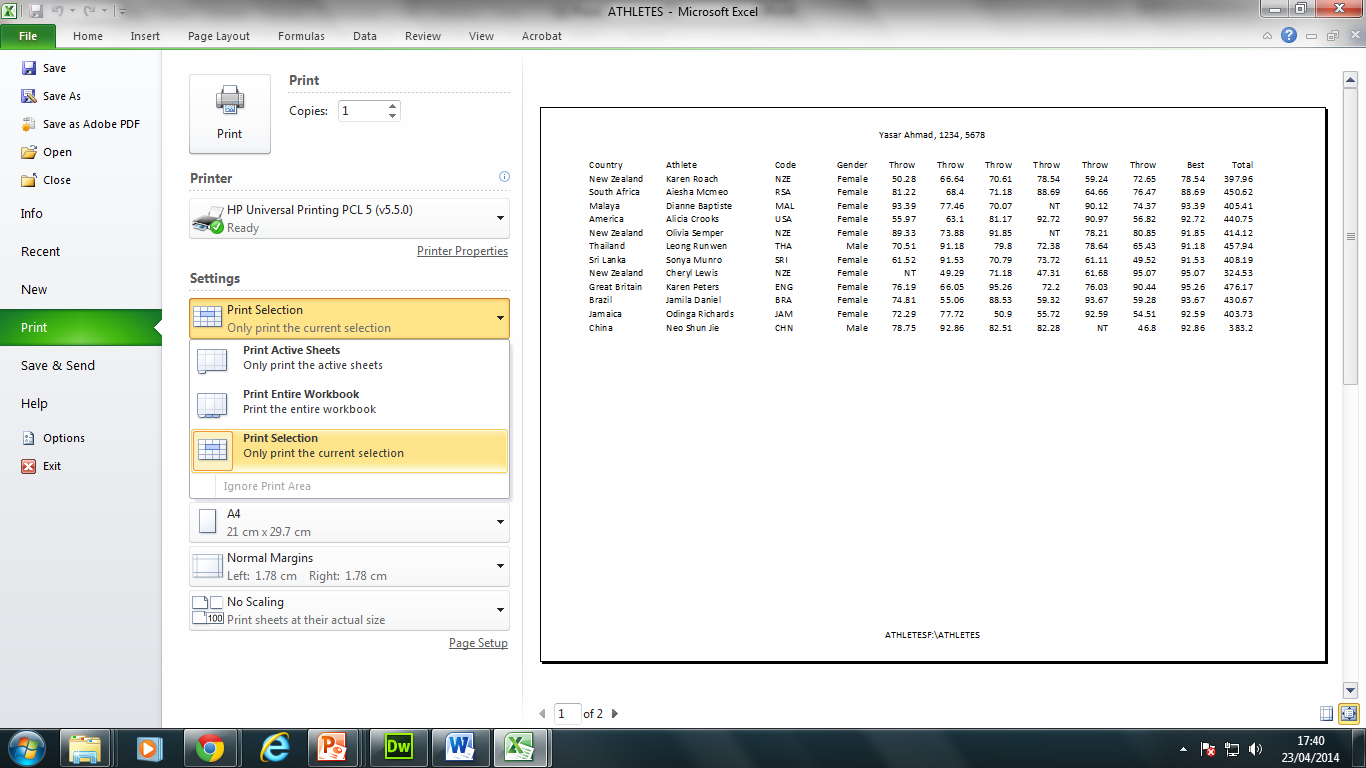 ATHLETES - Microsoft Excel
File Home Insert Page Layout Formulas Data Review View Acrobat
Save
Save As
Save as Adobe PDF
Open
Close
Info
Recent
New
Print
Save & Send
Help
Options
Exit
Print
Print
Copies: 1
Printer
HP Universal Printing PCL 5 (v5.5.0)
Ready
Printer Properties
Settings
Print Selection
Only print the current selection
Print Active Sheets
Only print the active sheets
Print Entire Workbook
Print the entire workbook
Print Selection
Only print the current selection
Ignore Print Area
A4
21 cm x 29.7 cm
Normal Margins
Left: 1.78 cm Right: 1.78 cm
No Scaling
100 Print sheets at their actual size
Page Setup
Yasar Ahmad, 1234, 5678
Country Athlete Code Gender Throw Throw Throw Throw Throw Throw Best Total
New Zealand Karen Roach NZE Female 50.28 66.64 70.61 78.54 59.24 72.65 78.54 397.96
South Africa Aiesha Mcmeo RSA Female 81.22 68.4 71.18 88.69 64.66 76.47 88.69 450.62
Malaya Dianne Baptiste MAL Female 93.39 77.46 70.07 NT 90.12 74.37 93.39 405.41
America Alicia Crooks USA Female 55.97 63.1 81.17 92.72 90.97 56.82 92.72 440.75
New Zealand Olivia Semper NZE Female 89.33 73.88 91.85 NT 78.21 80.85 91.85 414.12
Thailand Leong Runwen THA Male 70.51 91.18 79.8 72.38 78.64 65.43 91.18 457.94
Sri Lanka Sonya Munro SRI Female 61.52 91.53 70.79 73.72 61.11 49.52 91.53 408.19
New Zealand Cheryl Lewis NZE Female NT 49.29 71.18 47.31 61.68 95.07 95.07 324.53
Great Britain Karen Peters ENG Female 76.19 66.05 95.26 72.2 76.03 90.44 95.26 476.17
Brazil Jamila Daniel BRA Female 74.81 55.06 88.53 59.32 93.67 59.28 93.67 430.67
Jamaica Odinga Richards JAM Female 72.29 77.72 50.9 55.72 92.59 54.51 92.59 403.73
China Neo Shun Jie CHN Male 78.75 92.86 82.51 82.28 NT 46.8 92.86 383.2
ATHLETESF:\ATHLETES
1 of 2
Dw
17:40
23/04/2014